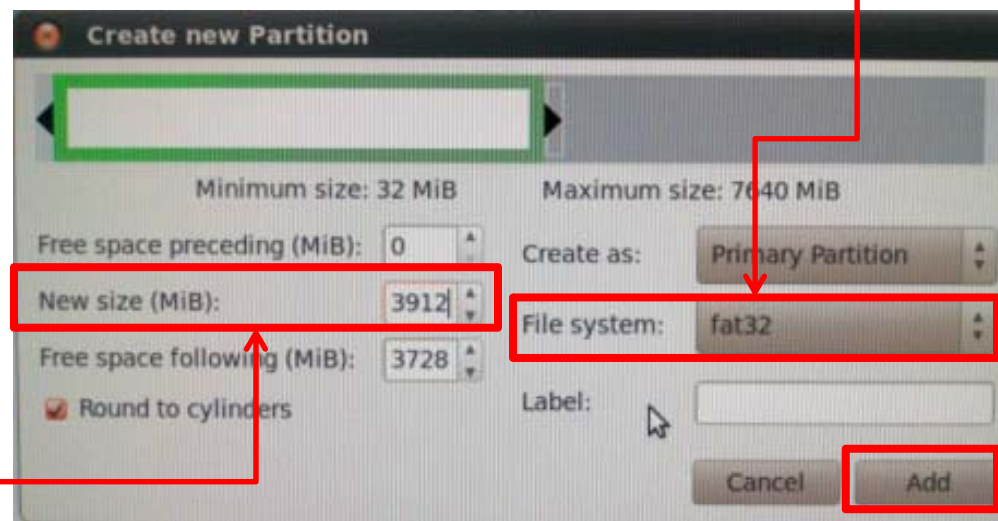 Create new Partition
Minimum size: 32 MiB Maximum size: 7640 MiB
Free space preceding (MiB): 0
Create as: Primary Partition
New size (MiB): 3912
File system: fat32
Free space following (MiB): 3728
Round to cylinders
Label:
Cancel Add